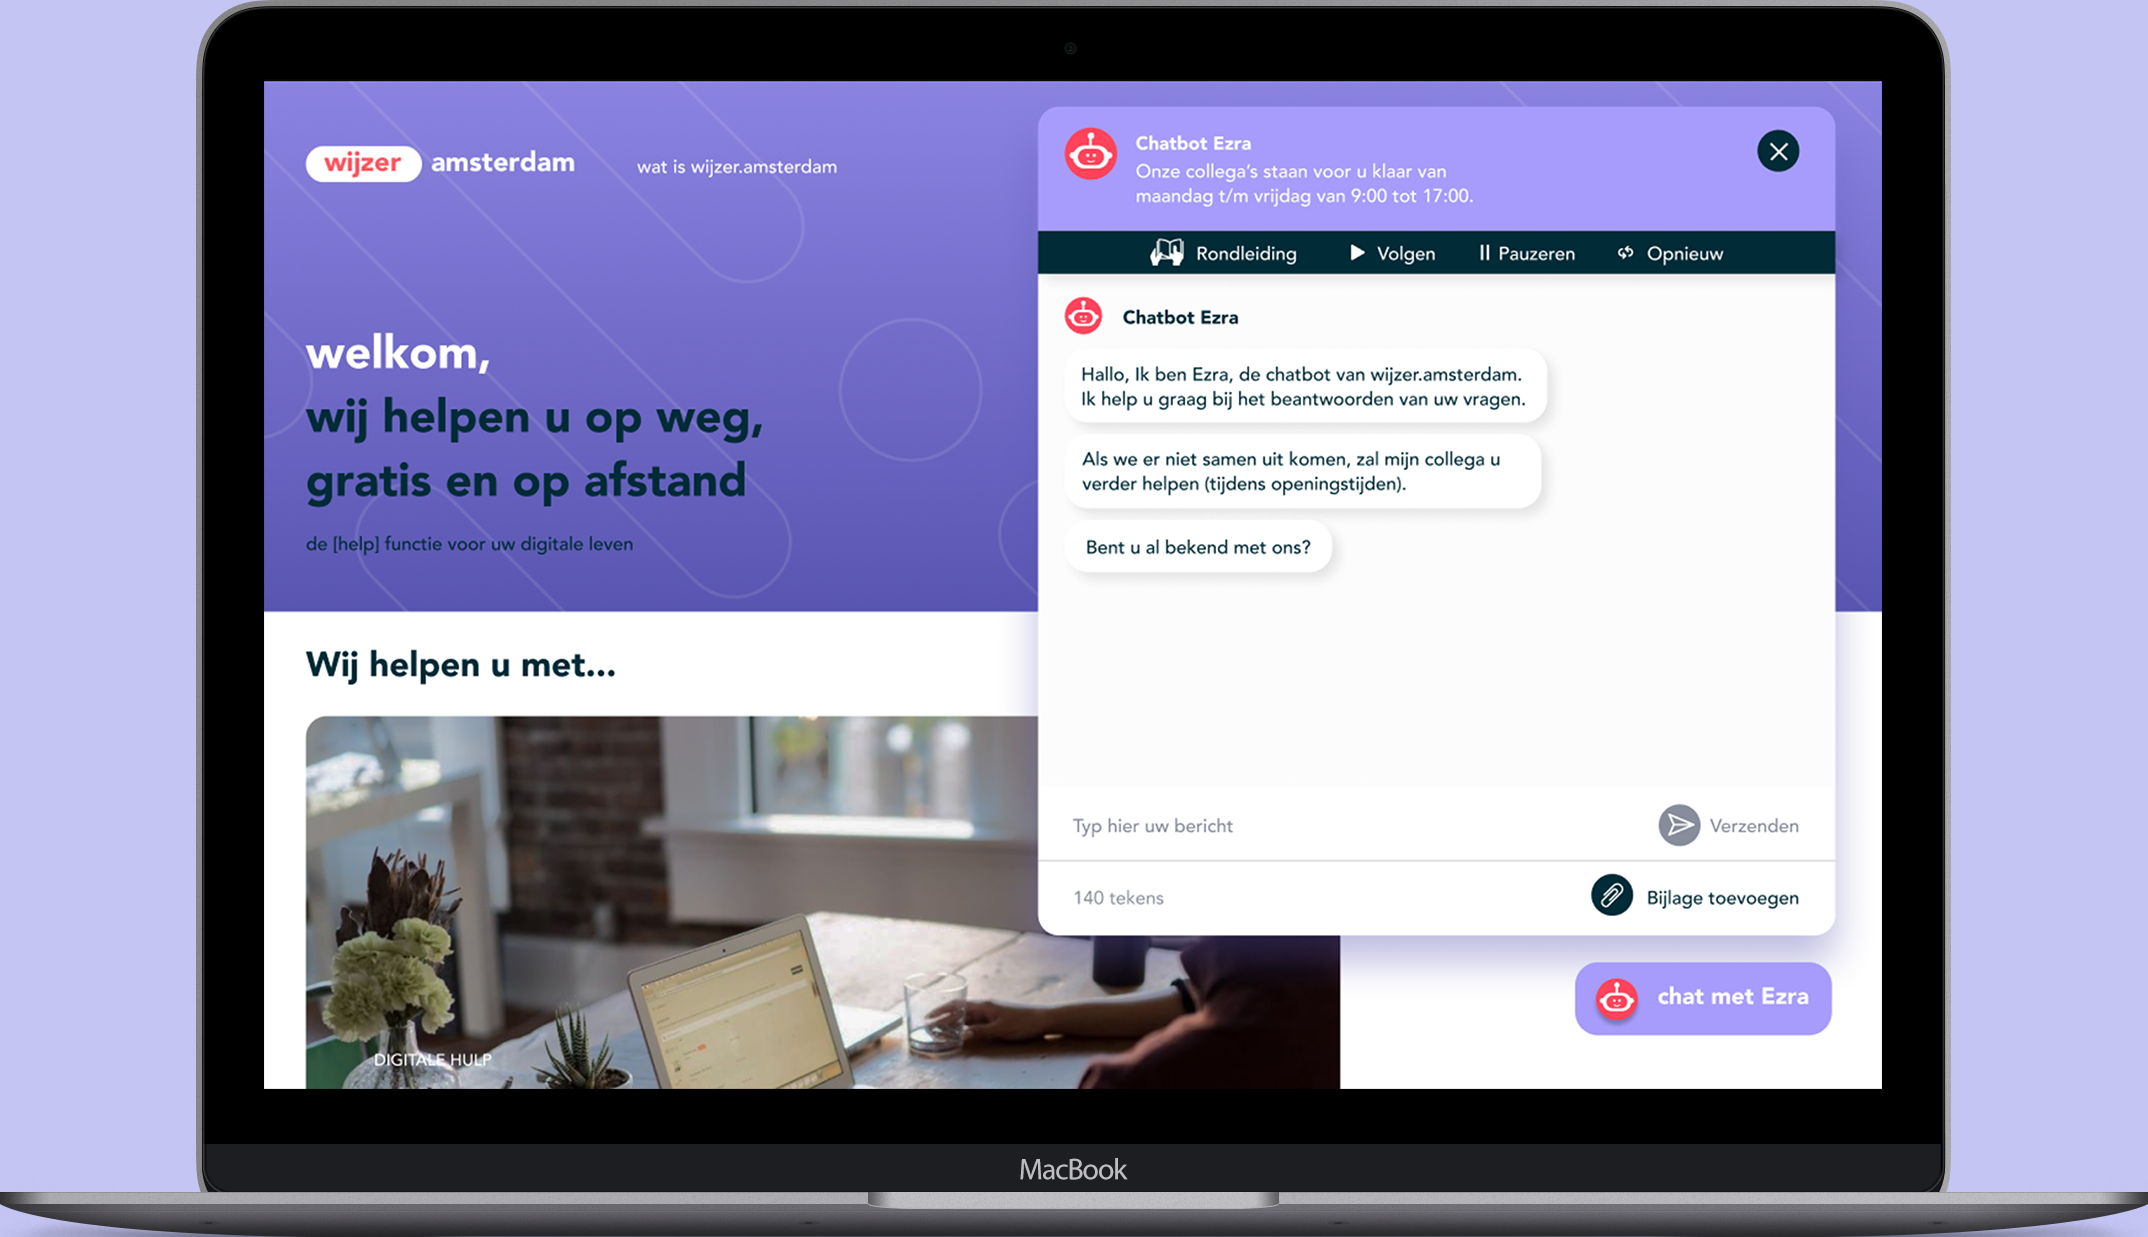 wijzer amsterdam
wat is wijzer.amsterdam
welkom,
wij helpen u op weg,
gratis en op afstand
de [help] functie voor uw digitale leven
Wij helpen u met...
DIGITALE HULP
Chatbot Ezra
Onze collega's staan voor u klaar van
maandag t/m vrijdag van 9:00 tot 17:00.
Rondleiding
Volgen
Pauzeren
Opnieuw
Chatbot Ezra
Hallo, Ik ben Ezra, de chatbot van wijzer.amsterdam.
Ik help u graag bij het beantwoorden van uw vragen.
Als we er niet samen uit komen, zal mijn collega u
verder helpen (tijdens openingstijden).
Bent u al bekend met ons?
Typ hier uw bericht
Verzenden
140 tekens
Bijlage toevoegen
chat met Ezra
MacBook